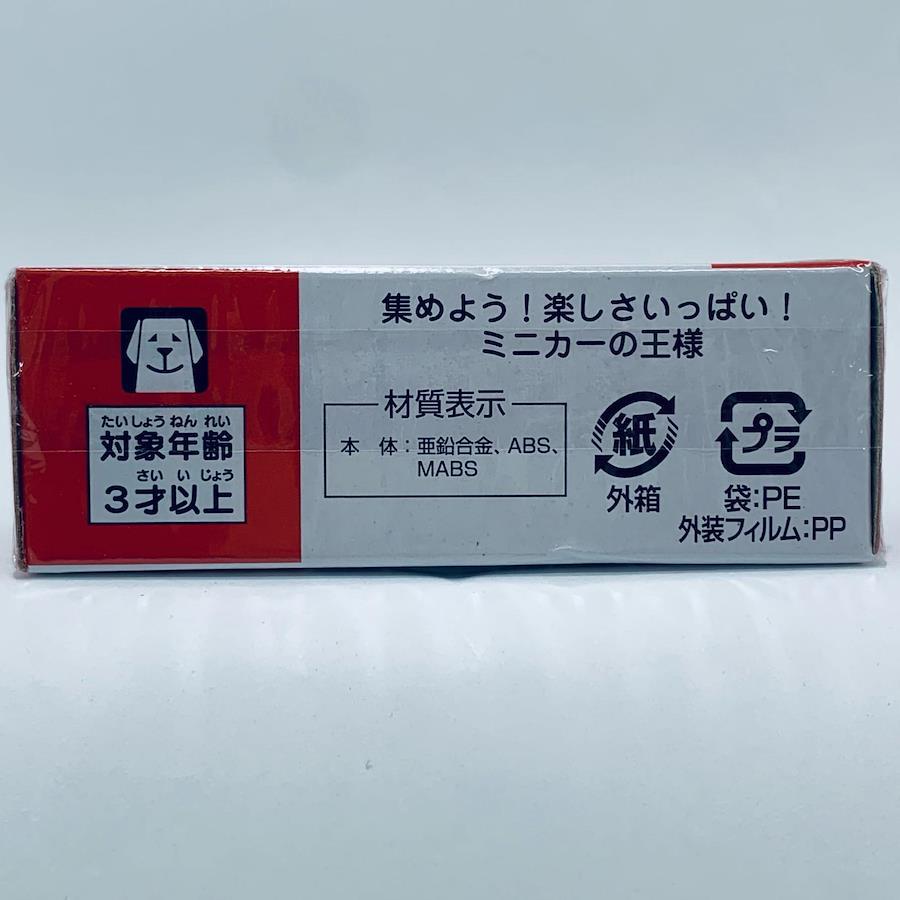 たいしょうねんれい
対象年齢
さいいじょう
3才以上
集めよう!楽しさいっぱい!
ミニカーの王様
材質表示
本 体:亜鉛合金、ABS、
MABS
紙
外箱
プラ
袋:PE
外装フィルム:PP